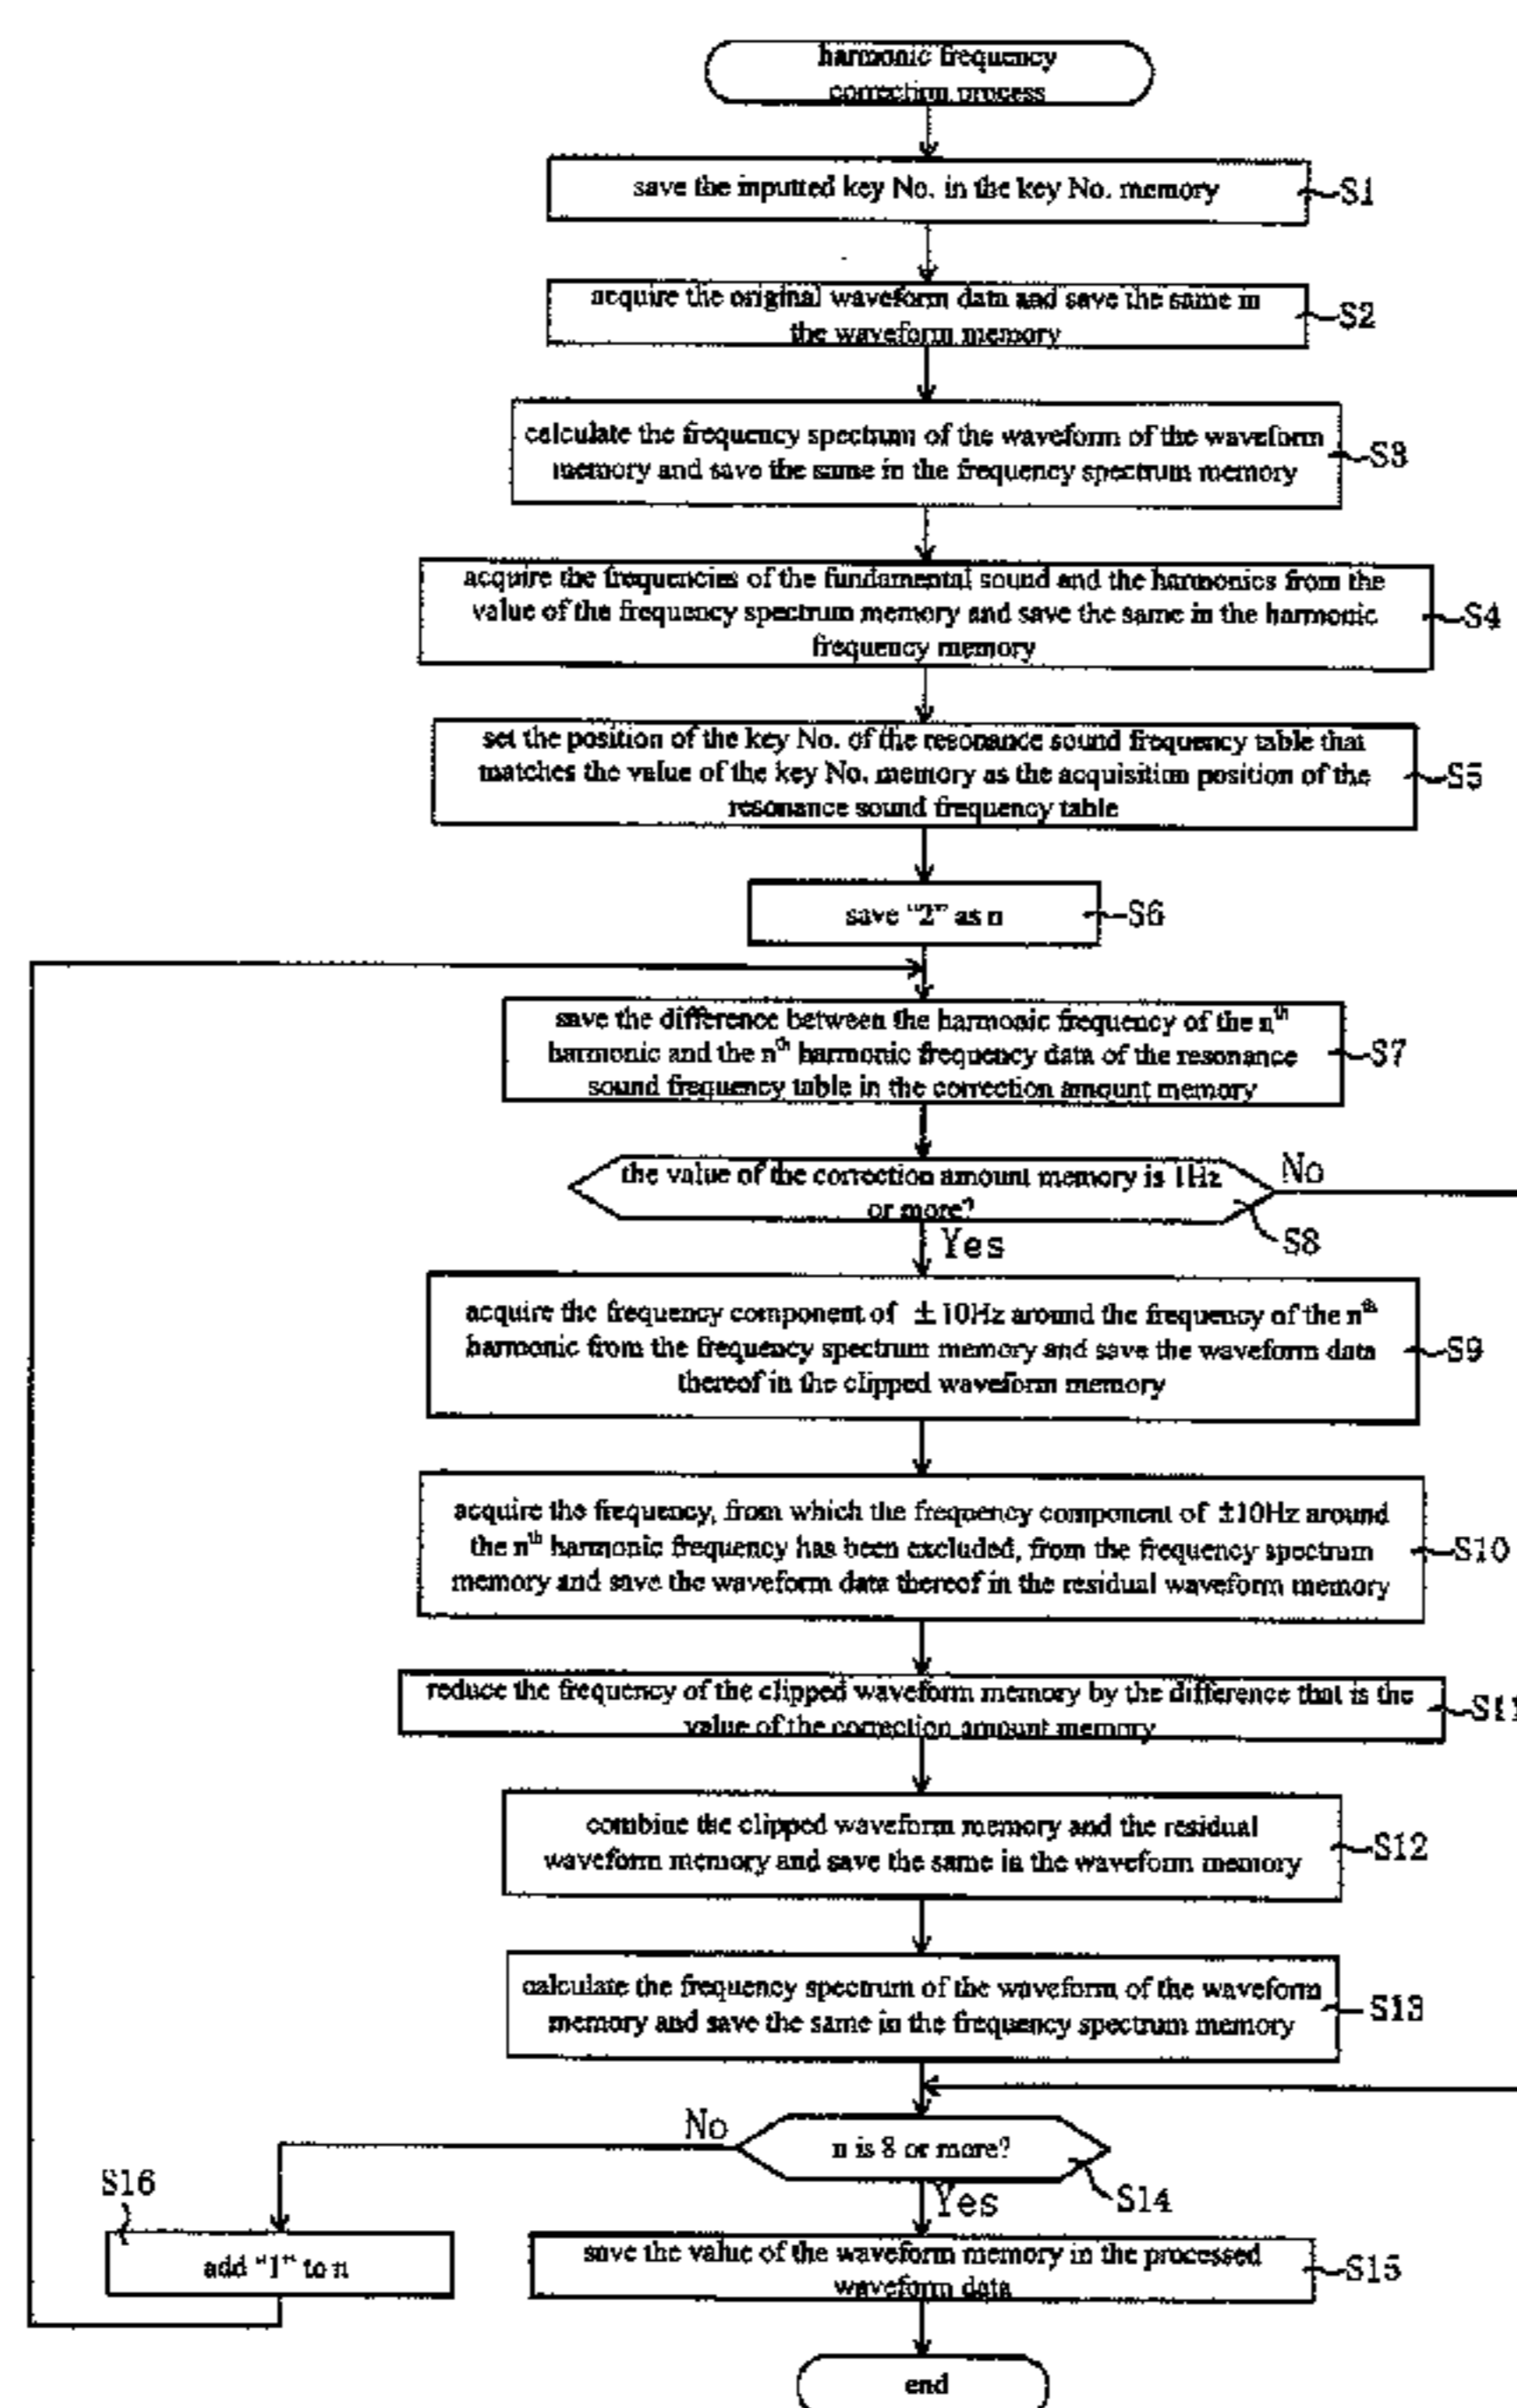 harmonic frequency
correction process
save the inputted key No. in the key No. memory
S1
acquire the original waveform data and save the same in
the waveform memory
S2
calculate the frequency spectrum of the waveform of the waveform
memory and save the same in the frequency spectrum memory
S3
acquire the frequencies of the fundamental sound and the harmonics from the
value of the frequency spectrum memory and save the same in the harmonic
frequency memory
S4
set the position of the key No. of the resonance sound frequency table that
matches the value of the key No. memory as the acquisition position of the
resonance sound frequency table
S5
save "2" as n
S6
save the difference between the harmonic frequency of the nth
harmonic and the nth harmonic frequency data of the resonance
sound frequency table in the correction amount memory
S7
the value of the correction amount memory is 1Hz
or more?
No
S8
Yes
acquire the frequency component of ±10Hz around the frequency of the nth
harmonic from the frequency spectrum memory and save the waveform data
thereof in the clipped waveform memory
S9
acquire the frequency, from which the frequency component of ±10Hz around
the nth harmonic frequency has been excluded, from the frequency spectrum
memory and save the waveform data thereof in the residual waveform memory
S10
reduce the frequency of the clipped waveform memory by the difference that is the
value of the correction amount memory
S11
combine the clipped waveform memory and the residual
waveform memory and save the same in the waveform memory
S12
calculate the frequency spectrum of the waveform of the waveform
memory and save the same in the frequency spectrum memory
S13
No
n is 8 or more?
S14
Yes
S16
add "1" to n
save the value of the waveform memory in the processed
waveform data
S15
end